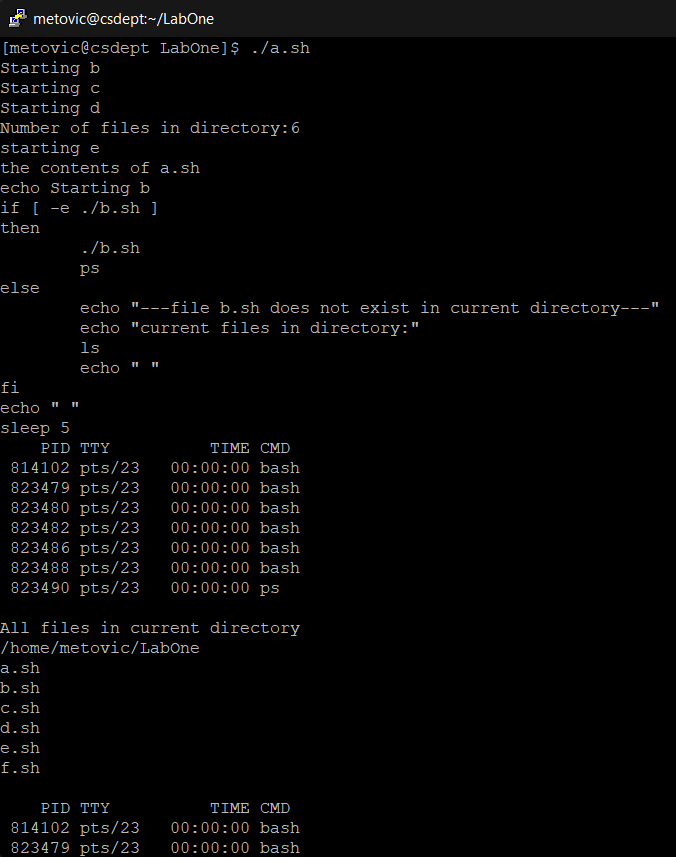 metovic@csdept:~/LabOne
[metovic@csdept LabOne]$ ./a.sh
Starting b
Starting c
Starting d
Number of files in directory:6
starting e
the contents of a.sh
echo Starting b
if [ -e ./b.sh ]
then
        ./b.sh
        ps
else
        echo "---file b.sh does not exist in current directory---"
        echo "current files in directory:"
        ls
        echo " "
fi
echo " "
sleep 5
    PID TTY          TIME CMD
 814102 pts/23   00:00:00 bash
 823479 pts/23   00:00:00 bash
 823480 pts/23   00:00:00 bash
 823482 pts/23   00:00:00 bash
 823486 pts/23   00:00:00 bash
 823488 pts/23   00:00:00 bash
 823490 pts/23   00:00:00 ps

All files in current directory
/home/metovic/LabOne
a.sh
b.sh
c.sh
d.sh
e.sh
f.sh

    PID TTY          TIME CMD
 814102 pts/23   00:00:00 bash
 823479 pts/23   00:00:00 bash